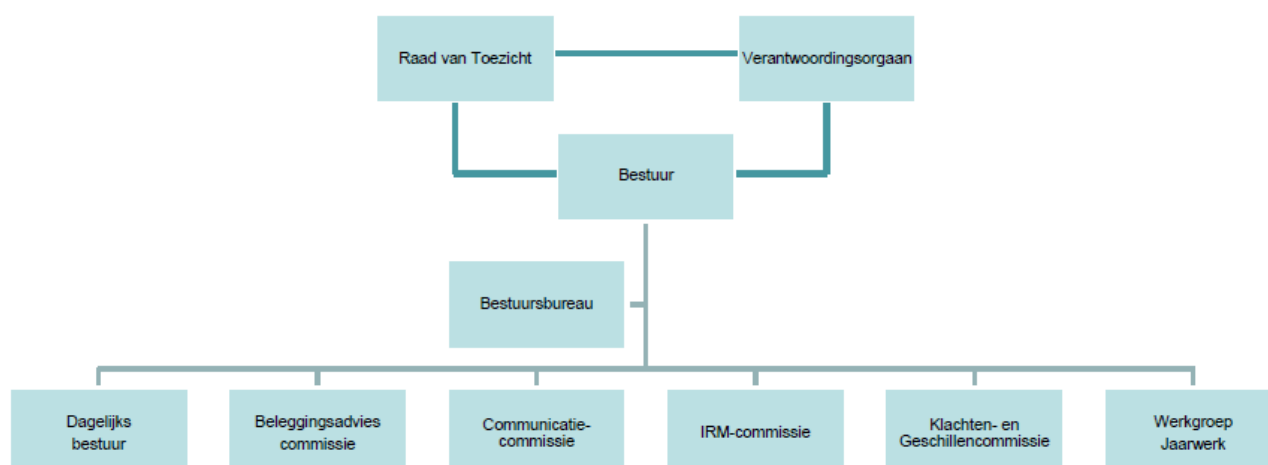 Raad van Toezicht
Verantwoordingsorgaan
Bestuur
Bestuursbureau
Dagelijks
bestuur
Beleggingsadvies
commissie
Communicatie-
commissie
IRM-commissie
Klachten- en
Geschillencommissie
Werkgroep
Jaarwerk